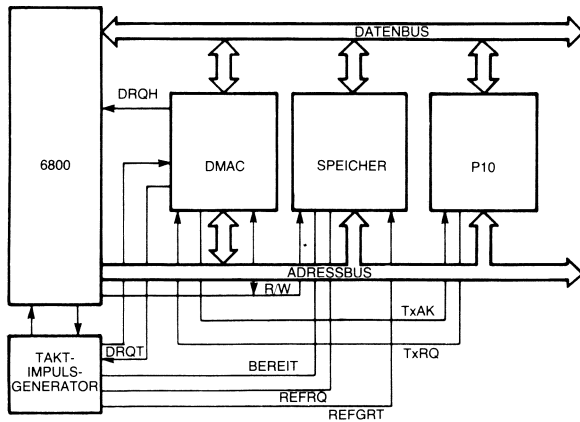 DATENBUS
DRQH
6800
DMAC
SPEICHER
P10
ADRESSBUS
R/W
TxAK
DRQT
TxRQ
TAKT-
IMPULS-
GENERATOR
BEREIT
REFRQ
REFGRT